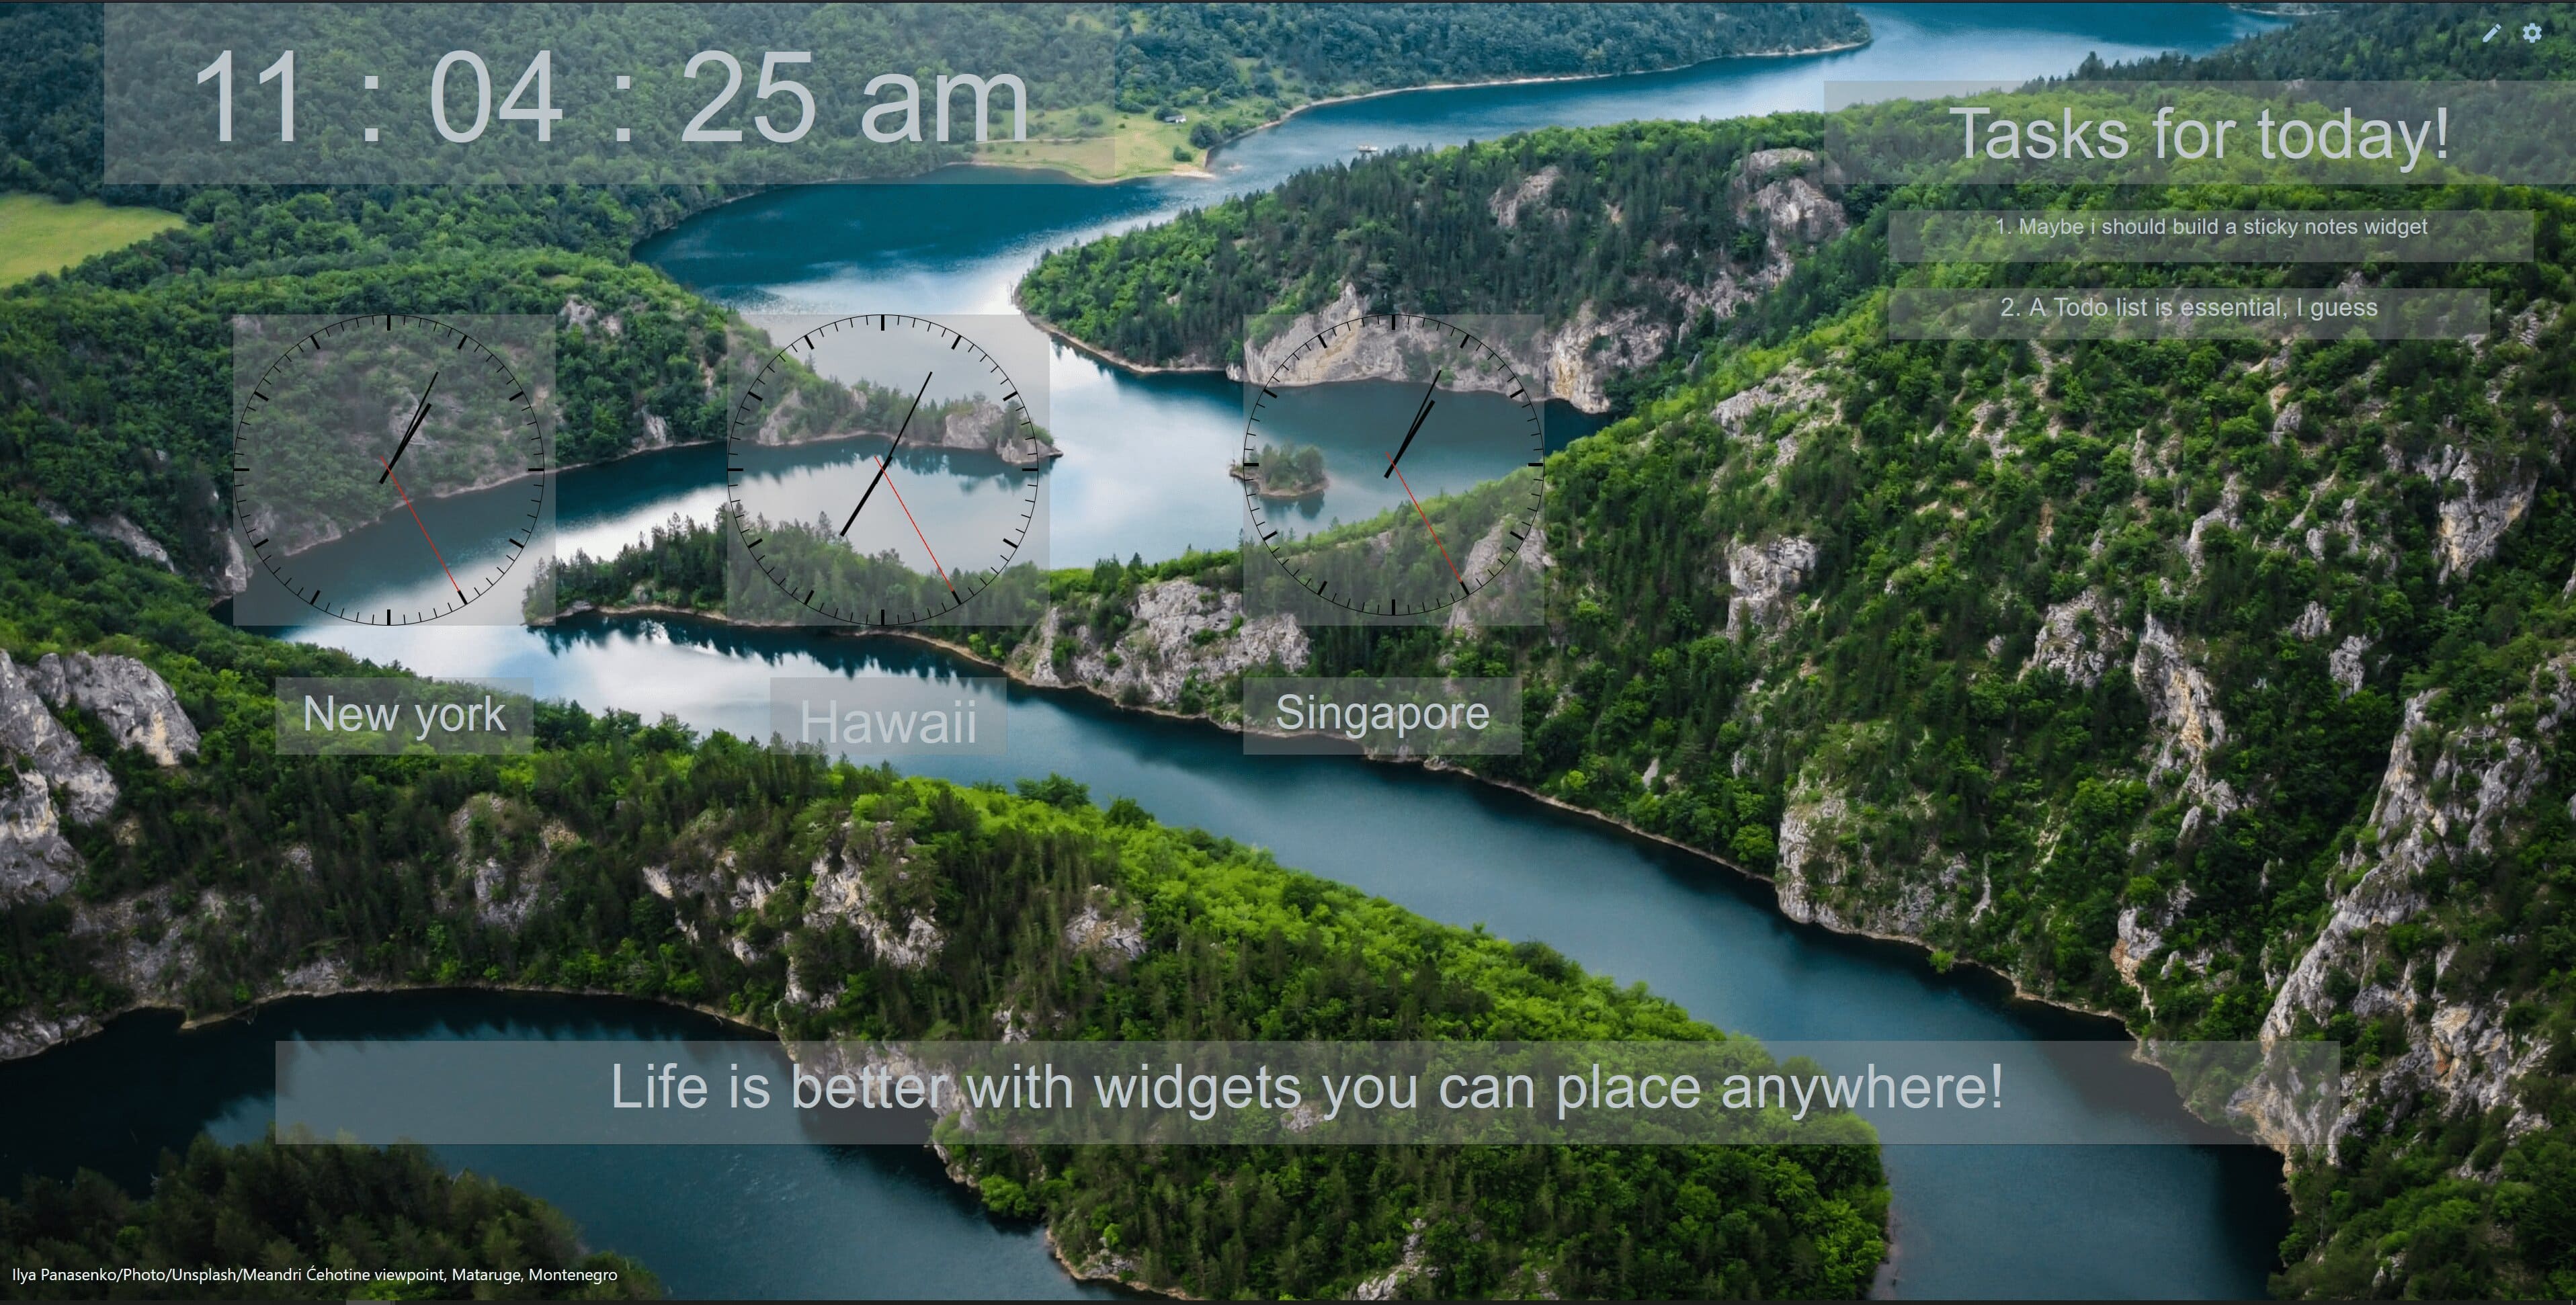 11 : 04 : 25 am
Tasks for today!
1. Maybe i should build a sticky notes widget
2. A Todo list is essential, I guess
New york
Hawaii
Singapore
Life is better with widgets you can place anywhere!
Ilya Panasenko/Photo/Unsplash/Meandri Ćehotine viewpoint, Mataruge, Montenegro